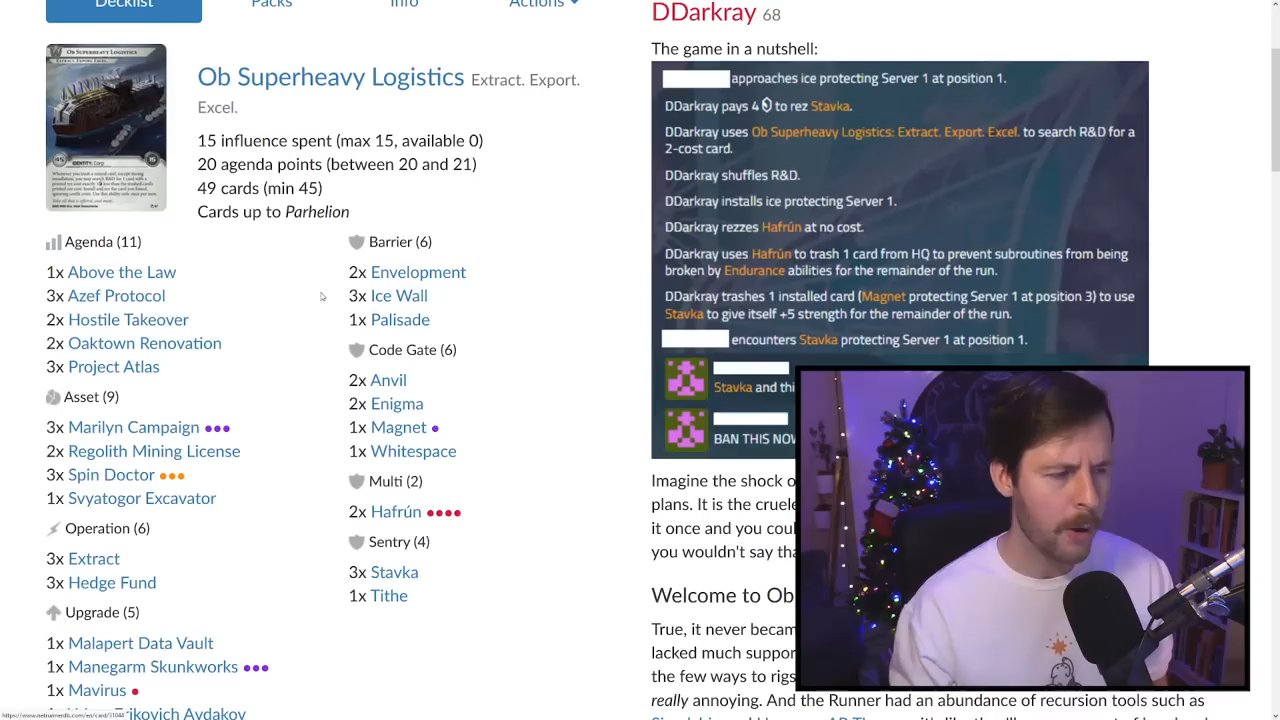 Decklist
Packs
Info
Actions
Ob Superheavy Logistics
Ob Superheavy Logistics Extract. Export.
Excel.
15 influence spent (max 15, available 0)
20 agenda points (between 20 and 21)
49 cards (min 45)
Cards up to Parhelion
Agenda (11)
1x Above the Law
3x Azef Protocol
2x Hostile Takeover
2x Oaktown Renovation
3x Project Atlas
Asset (9)
3x Marilyn Campaign
2x Regolith Mining License
3x Spin Doctor
1x Svyatogor Excavator
Operation (6)
3x Extract
3x Hedge Fund
Upgrade (5)
1x Malapert Data Vault
1x Manegarm Skunkworks
1x Mavirus
Barrier (6)
2x Envelopment
3x Ice Wall
1x Palisade
Code Gate (6)
2x Anvil
2x Enigma
1x Magnet
1x Whitespace
Multi (2)
2x Hafrún
Sentry (4)
3x Stavka
1x Tithe
DDarkray 68
The game in a nutshell:
approaches ice protecting Server 1 at position 1.
DDarkray pays 4 to rez Stavka.
DDarkray uses Ob Superheavy Logistics: Extract. Export. Excel. to search R&D for a
2-cost card.
DDarkray shuffles R&D.
DDarkray installs ice protecting Server 1.
DDarkray rezzes Hafrún at no cost.
DDarkray uses Hafrún to trash 1 card from HQ to prevent subroutines from being
broken by Endurance abilities for the remainder of the run.
DDarkray trashes 1 installed card (Magnet protecting Server 1 at position 3) to use
Stavka to give itself +5 strength for the remainder of the run.
encounters Stavka protecting Server 1 at position 1.
Stavka and thi
BAN THIS NOW
Imagine the shock o
plans. It is the cruele
it once and you coul
you wouldn't say tha
Welcome to Ob
True, it never becam
lacked much suppor
the few ways to rigs
really annoying. And the Runner had an abundance of recursion tools such as